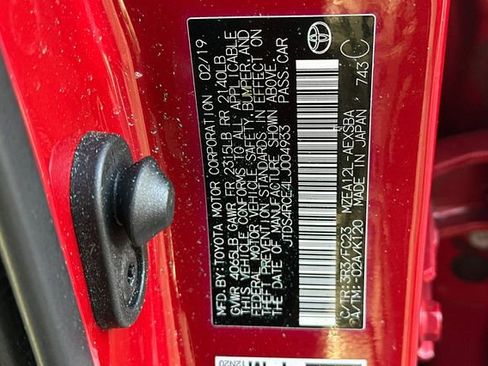 MFD.BY:TOYOTA MOTOR CORPORATION 02/19
GVWR 4065LB GAWR FR 2315LB RR 2140LB
THIS VEHICLE CONFORMS TO ALL APPLICABLE
FEDERAL MOTOR VEHICLE SAFETY, BUMPER, AND
THEFT PREVENTION STANDARDS IN EFFECT ON
THE DATE OF MANUFACTURE SHOWN ABOVE.
JTDS4RCE4LJ004933 PASS.CAR
C/TR:3R3/FC23 MZEA12L-AEXSBA
A/TM:-02A/K120 MADE IN JAPAN 743
C